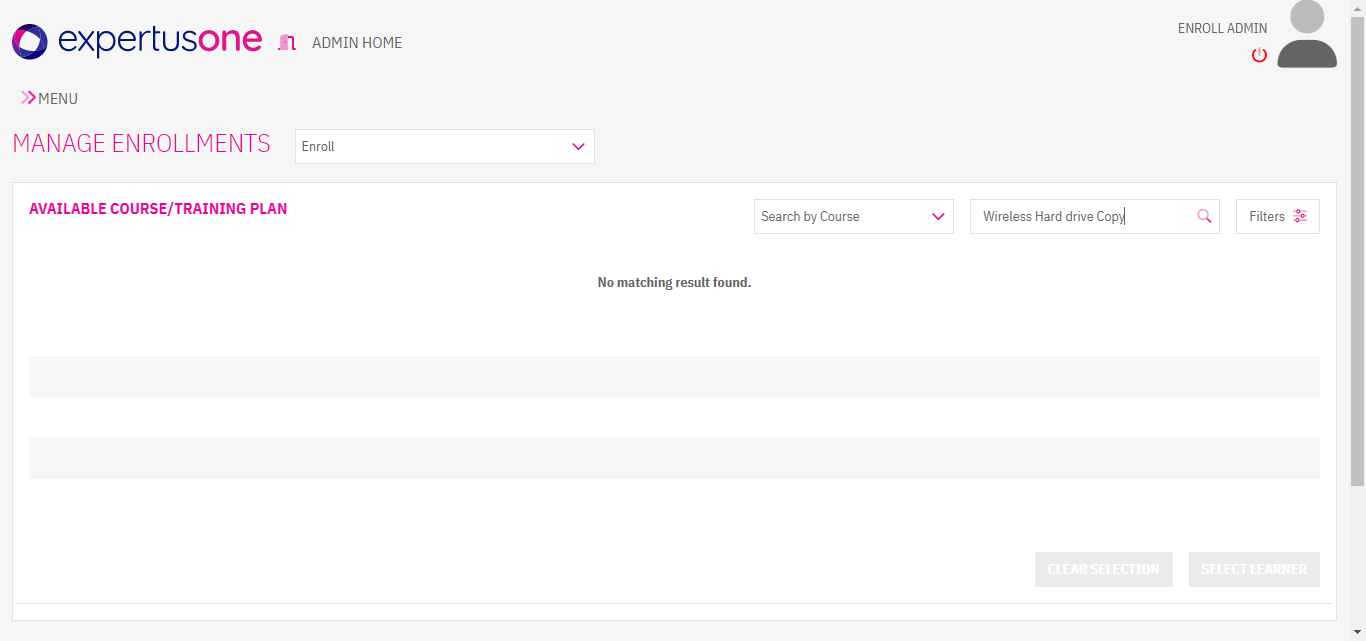 expertusone
ADMIN HOME
ENROLL ADMIN
MENU
MANAGE ENROLLMENTS
Enroll
AVAILABLE COURSE/TRAINING PLAN
Search by Course
Wireless Hard drive Copy
Filters
No matching result found.
CLEAR SELECTION
SELECT LEARNER